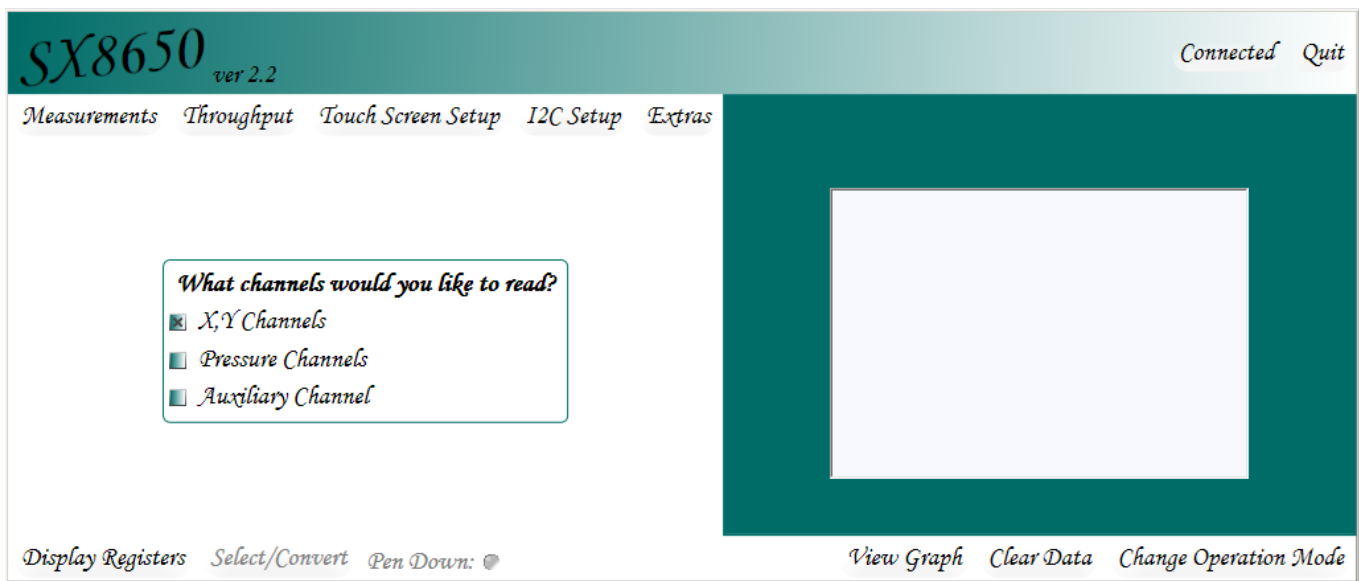 SX8650 ver 2.2
Connected Quit
Measurements Throughput Touch Screen Setup I2C Setup Extras
What channels would you like to read?
X,Y Channels
Pressure Channels
Auxiliary Channel
Display Registers Select/Convert Pen Down: View Graph Clear Data Change Operation Mode